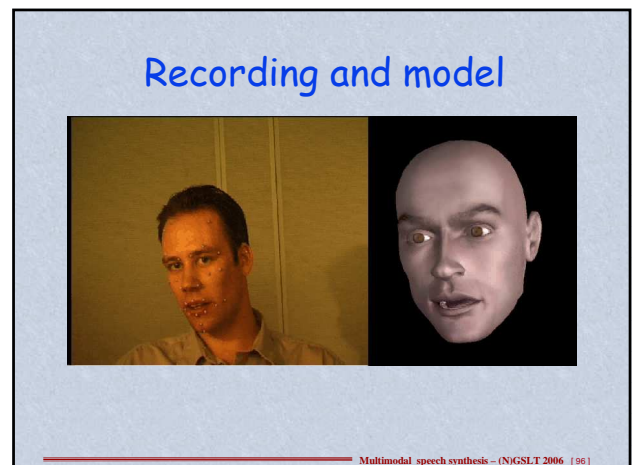 Recording and model
Multimodal speech synthesis – (N)GSLT 2006 [ 96 ]